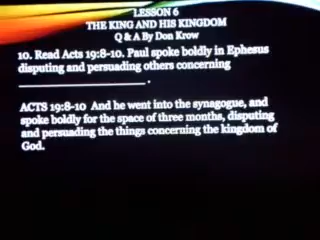 LESSON 6
THE KING AND HIS KINGDOM
Q & A By Don Krow
10. Read Acts 19:8-10. Paul spoke boldly in Ephesus
disputing and persuading others concerning
____________________.
ACTS 19:8-10 And he went into the synagogue, and
spoke boldly for the space of three months, disputing
and persuading the things concerning the kingdom of
God.